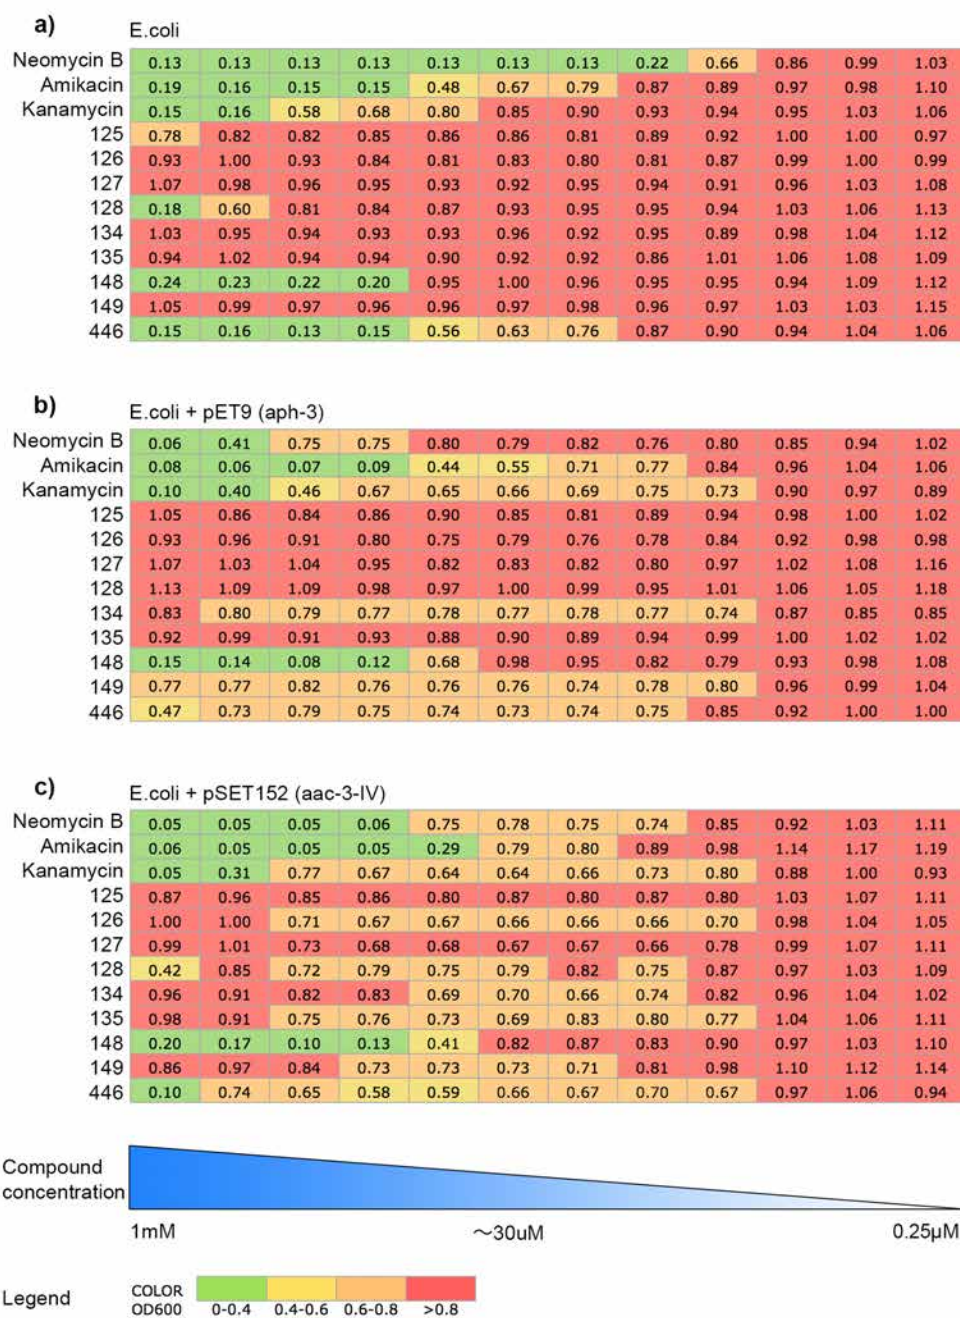 a)
E.coli
Neomycin B 0.13 0.13 0.13 0.13 0.13 0.13 0.13 0.22 0.66 0.86 0.99 1.03
Amikacin 0.19 0.16 0.15 0.15 0.48 0.67 0.79 0.87 0.89 0.97 0.98 1.10
Kanamycin 0.15 0.16 0.58 0.68 0.80 0.85 0.90 0.93 0.94 0.95 1.03 1.06
125 0.78 0.82 0.82 0.85 0.86 0.86 0.81 0.89 0.92 1.00 1.00 0.97
126 0.93 1.00 0.93 0.84 0.81 0.83 0.80 0.81 0.87 0.99 1.00 0.99
127 1.07 0.98 0.96 0.95 0.93 0.92 0.95 0.94 0.91 0.96 1.03 1.08
128 0.18 0.60 0.81 0.84 0.87 0.93 0.95 0.95 0.94 1.03 1.06 1.13
134 1.03 0.95 0.94 0.93 0.93 0.96 0.92 0.95 0.89 0.98 1.04 1.12
135 0.94 1.02 0.94 0.94 0.90 0.92 0.92 0.86 1.01 1.06 1.08 1.09
148 0.24 0.23 0.22 0.20 0.95 1.00 0.96 0.95 0.95 0.94 1.09 1.12
149 1.05 0.99 0.97 0.96 0.96 0.97 0.98 0.96 0.97 1.03 1.03 1.15
446 0.15 0.16 0.13 0.15 0.56 0.63 0.76 0.87 0.90 0.94 1.04 1.06
b)
E.coli + pET9 (aph-3)
Neomycin B 0.06 0.41 0.75 0.75 0.80 0.79 0.82 0.76 0.80 0.85 0.94 1.02
Amikacin 0.08 0.06 0.07 0.09 0.44 0.55 0.71 0.77 0.84 0.96 1.04 1.06
Kanamycin 0.10 0.40 0.46 0.67 0.65 0.66 0.69 0.75 0.73 0.90 0.97 0.89
125 1.05 0.86 0.84 0.86 0.90 0.85 0.81 0.89 0.94 0.98 1.00 1.02
126 0.93 0.96 0.91 0.80 0.75 0.79 0.76 0.78 0.84 0.92 0.98 0.98
127 1.07 1.03 1.04 0.95 0.82 0.83 0.82 0.80 0.97 1.02 1.08 1.16
128 1.13 1.09 1.09 0.98 0.97 1.00 0.99 0.95 1.01 1.06 1.05 1.18
134 0.83 0.80 0.79 0.77 0.78 0.77 0.78 0.77 0.74 0.87 0.85 0.85
135 0.92 0.99 0.91 0.93 0.88 0.90 0.89 0.94 0.99 1.00 1.02 1.02
148 0.15 0.14 0.08 0.12 0.68 0.98 0.95 0.82 0.79 0.93 0.98 1.08
149 0.77 0.77 0.82 0.76 0.76 0.76 0.74 0.78 0.80 0.96 0.99 1.04
446 0.47 0.73 0.79 0.75 0.74 0.73 0.74 0.75 0.85 0.92 1.00 1.00
c)
E.coli + pSET152 (aac-3-IV)
Neomycin B 0.05 0.05 0.05 0.06 0.75 0.78 0.75 0.74 0.85 0.92 1.03 1.11
Amikacin 0.06 0.05 0.05 0.05 0.29 0.79 0.80 0.89 0.98 1.14 1.17 1.19
Kanamycin 0.05 0.31 0.77 0.67 0.64 0.64 0.66 0.73 0.80 0.88 1.00 0.93
125 0.87 0.96 0.85 0.86 0.80 0.87 0.80 0.87 0.80 1.03 1.07 1.11
126 1.00 1.00 0.71 0.67 0.67 0.66 0.66 0.66 0.70 0.98 1.04 1.05
127 0.99 1.01 0.73 0.68 0.68 0.67 0.67 0.66 0.78 0.99 1.07 1.11
128 0.42 0.85 0.72 0.79 0.75 0.79 0.82 0.75 0.87 0.97 1.03 1.09
134 0.96 0.91 0.82 0.83 0.69 0.70 0.66 0.74 0.82 0.96 1.04 1.02
135 0.98 0.91 0.75 0.76 0.73 0.69 0.83 0.80 0.77 1.04 1.06 1.11
148 0.20 0.17 0.10 0.13 0.41 0.82 0.87 0.83 0.90 0.97 1.03 1.10
149 0.86 0.97 0.84 0.73 0.73 0.73 0.71 0.81 0.98 1.10 1.12 1.14
446 0.10 0.74 0.65 0.58 0.59 0.66 0.67 0.70 0.67 0.97 1.06 0.94
Compound
concentration
1mM ～30uM 0.25µM
Legend
COLOR
OD600 0-0.4 0.4-0.6 0.6-0.8 >0.8